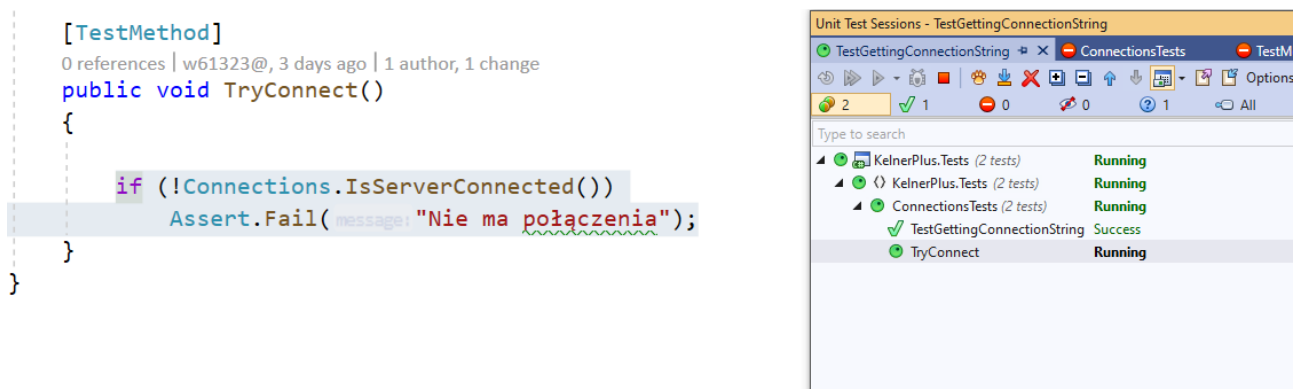 [TestMethod]
0 references | w61323@, 3 days ago | 1 author, 1 change
public void TryConnect()
{
if (!Connections.IsServerConnected())
Assert.Fail( message: "Nie ma połączenia");
}
}
Unit Test Sessions - TestGettingConnectionString
TestGettingConnectionString ConnectionsTests TestM
Options
2 1 0 0 1 All
Type to search
KelnerPlus.Tests (2 tests) Running
KelnerPlus.Tests (2 tests) Running
ConnectionsTests (2 tests) Running
TestGettingConnectionString Success
TryConnect Running